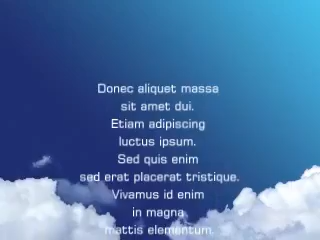 Donec aliquet massa
sit amet dui.
Etiam adipiscing
luctus ipsum.
Sed quis enim
sed erat placerat tristique.
Vivamus id enim
in magna
mattis elementum.